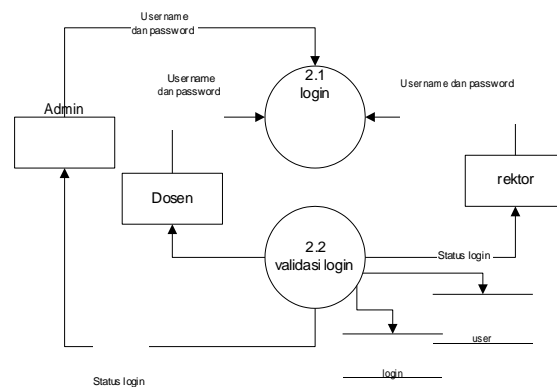 Username
dan password
2.1
login
Username
dan password
Username dan password
Admin
Dosen
rektor
2.2
validasi login
Status login
user
login
Status login